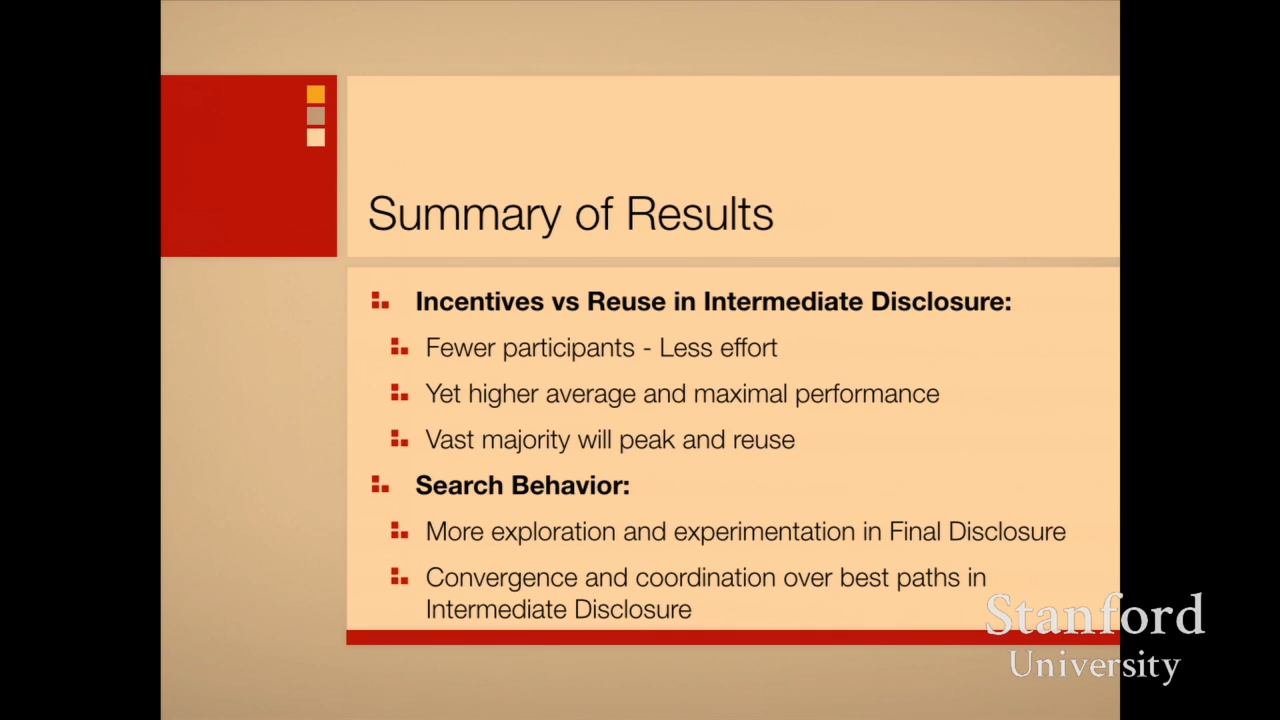 Summary of Results
Incentives vs Reuse in Intermediate Disclosure:
Fewer participants - Less effort
Yet higher average and maximal performance
Vast majority will peak and reuse
Search Behavior:
More exploration and experimentation in Final Disclosure
Convergence and coordination over best paths in
Intermediate Disclosure
Stanford
University